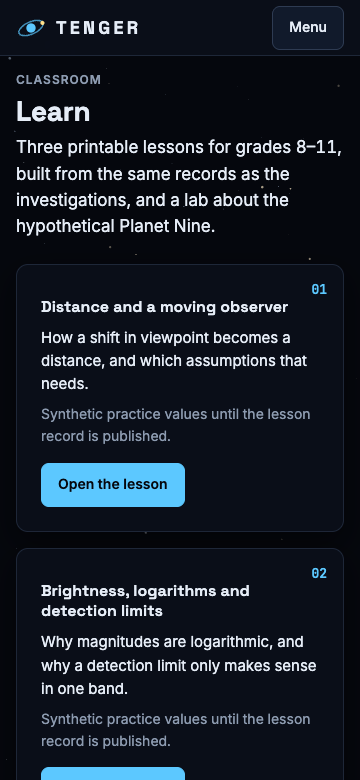 TENGER
Menu
CLASSROOM
Learn
Three printable lessons for grades 8–11,
built from the same records as the
investigations, and a lab about the
hypothetical Planet Nine.
01
Distance and a moving observer
How a shift in viewpoint becomes a
distance, and which assumptions that
needs.
Synthetic practice values until the lesson
record is published.
Open the lesson
02
Brightness, logarithms and
detection limits
Why magnitudes are logarithmic, and
why a detection limit only makes sense
in one band.
Synthetic practice values until the lesson
record is published.